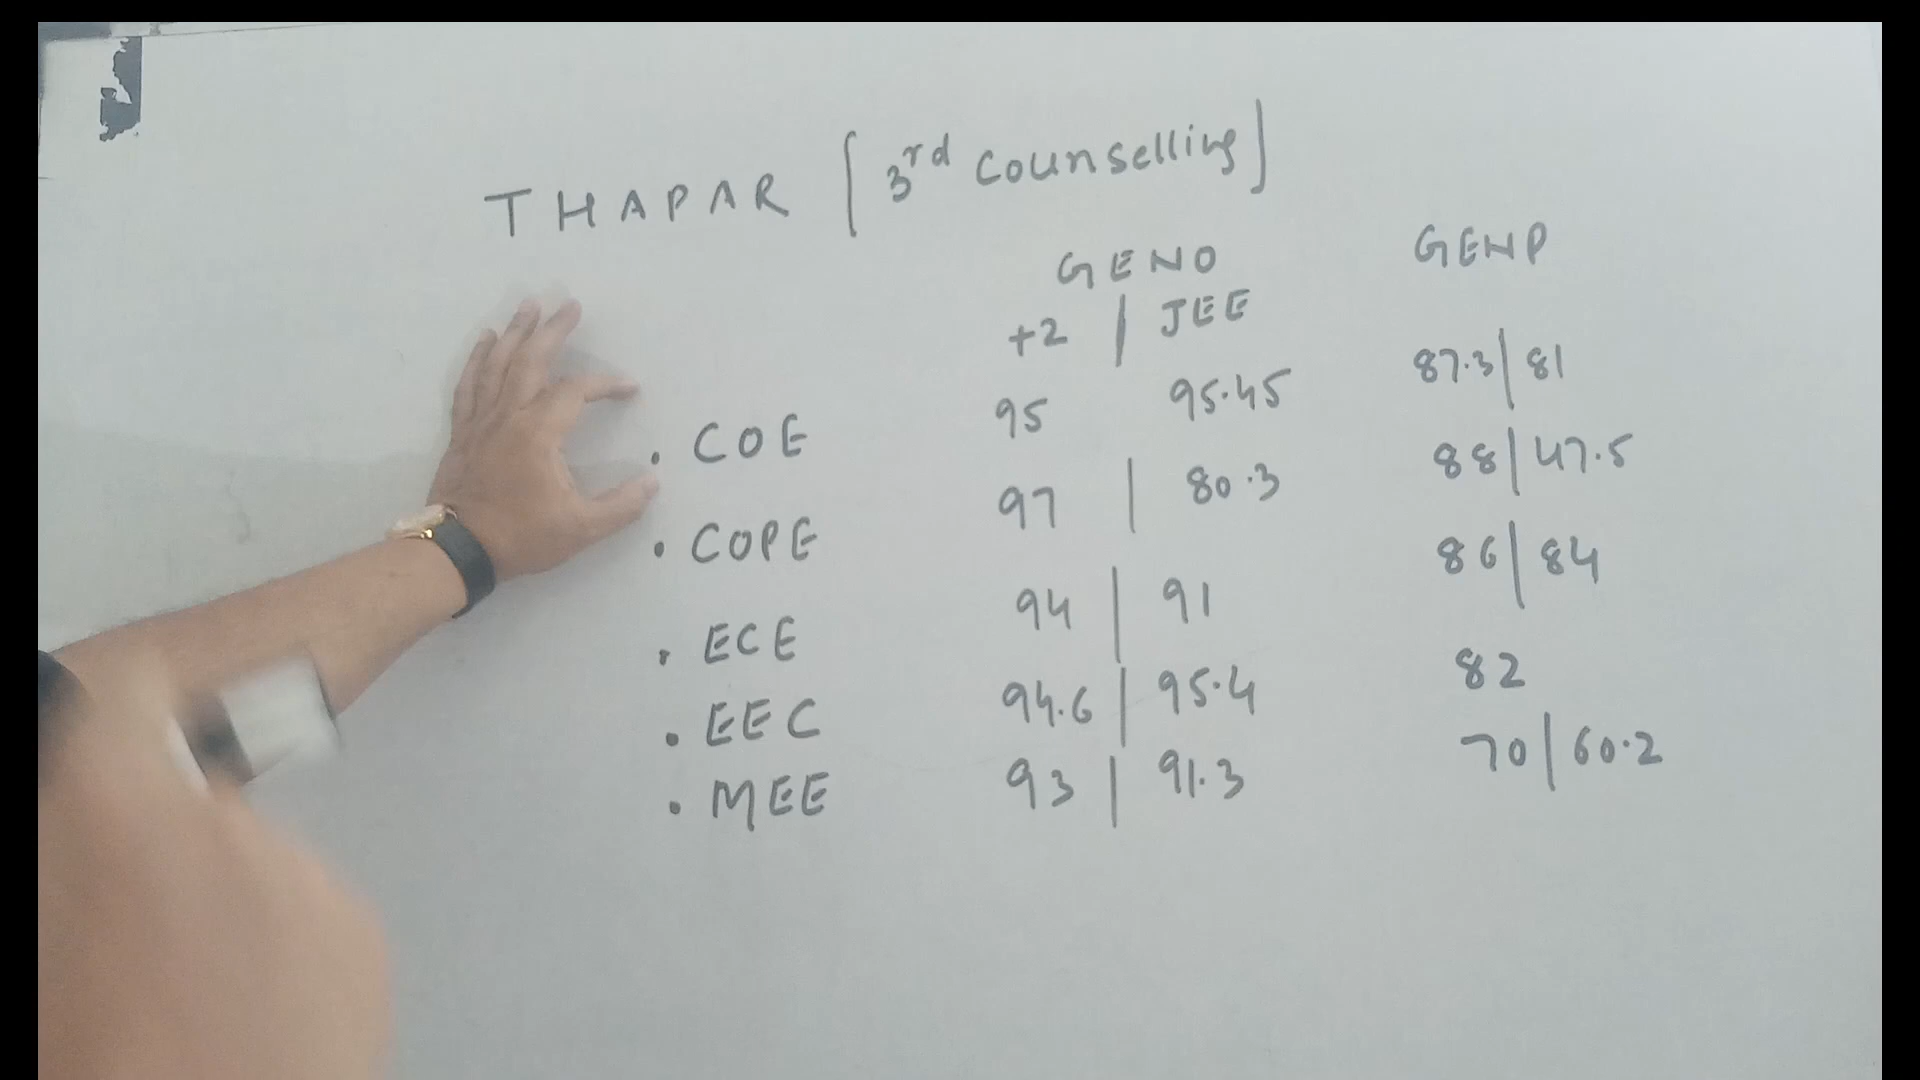 THAPAR [3rd counselling]
GENO GENP
+2 | JEE
COE 95 95.45 87.3 | 81
COPE 97 | 80.3 88 | 47.5
ECE 94 | 91 86 | 84
EEC 94.6 | 95.4 82
MEE 93 | 91.3 70 | 60.2